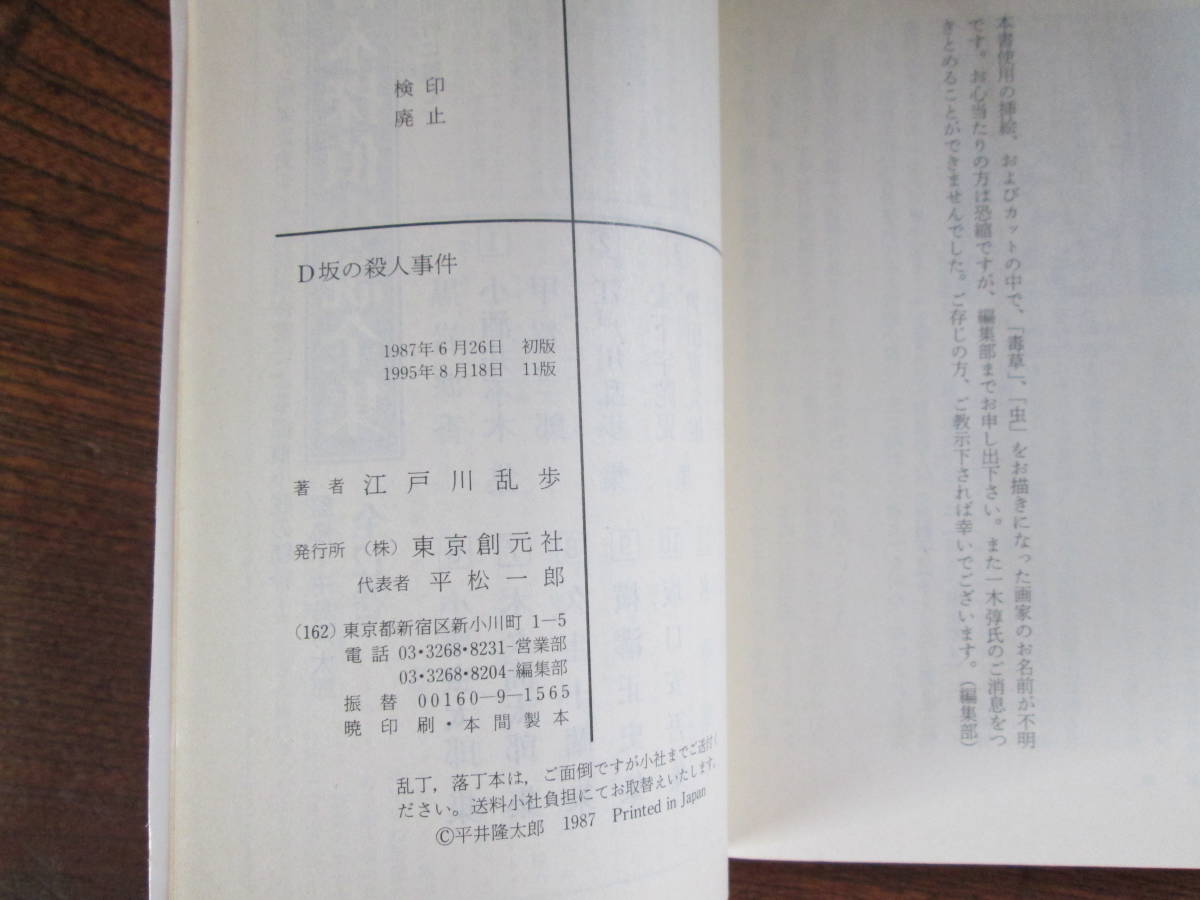 検印
廃止
D坂の殺人事件
1987年6月26日 初版
1995年8月18日 11版
著者 江戸川乱歩
発行所 (株) 東京創元社
代表者 平松一郎
(162)東京都新宿区新小川町 1-5
電話 03・3268・8231-営業部
03・3268・8204-編集部
振替 00160-9-1565
暁印刷・本間製本
乱丁,落丁本は,ご面倒ですが小社までご送付く
ださい。送料小社負担にてお取替えいたします。
©平井隆太郎 1987 Printed in Japan
本書使用の挿絵、およびカットの中で、「毒草」、「虫」をお描きになった画家のお名前が不明
です。お心当たりの方は恐縮ですが、編集部までお申し出下さい。また一木弴氏のご消息をつ
きとめることができませんでした。ご存じの方、ご教示下されば幸いでございます。(編集部)